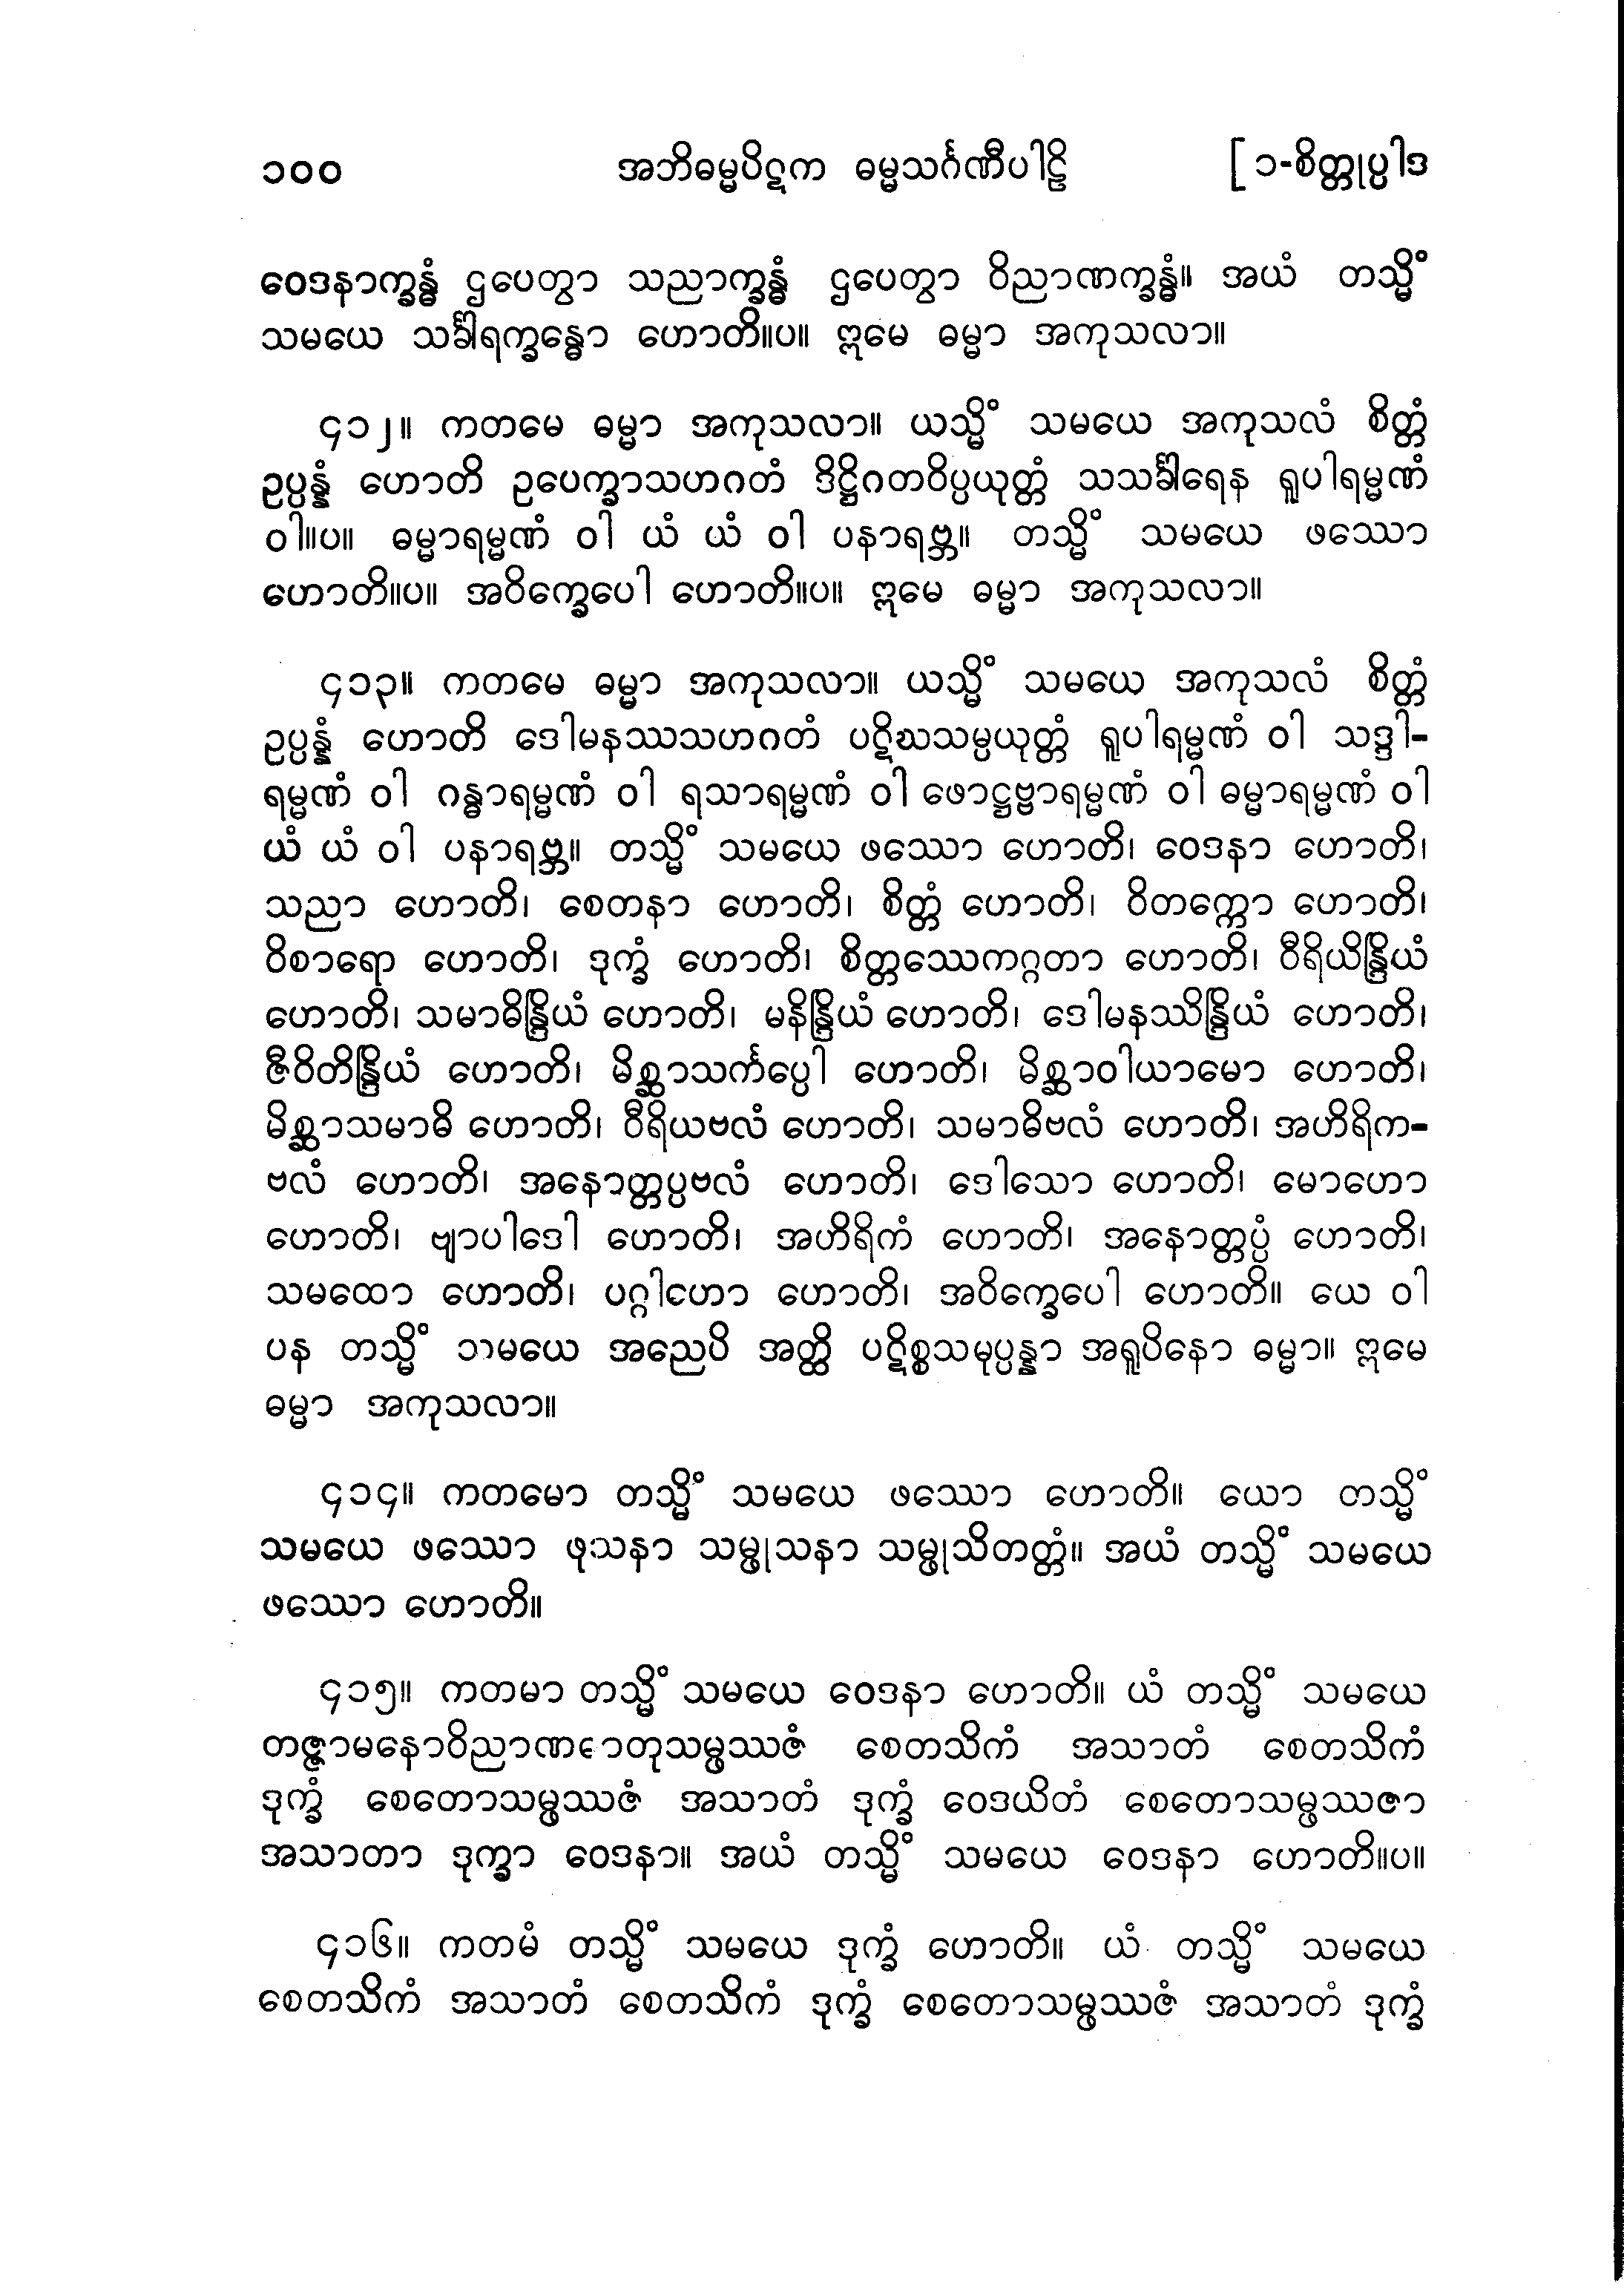 ၁၀၀ အဘိဓမ္မပိဋက ဓမ္မသင်္ဂဏီပါဠိ [ ၁-စိတ္တုပ္ပါဒ
ဝေဒနာက္ခန္ဓံ ဌပေတွာ သညာက္ခန္ဓံ ဌပေတွာ ဝိညာဏက္ခန္ဓံ။ အယံ တသ္မိံ
သမယေ သင်္ခါရက္ခန္ဓော ဟောတိ။ပ။ ဣမေ ဓမ္မာ အကုသလာ။
၄၁၂။ ကတမေ ဓမ္မာ အကုသလာ။ ယသ္မိံ သမယေ အကုသလံ စိတ္တံ
ဥပ္ပန္နံ ဟောတိ ဥပေက္ခာသဟဂတံ ဒိဋ္ဌိဂတဝိပ္ပယုတ္တံ သသင်္ခါရေန ရူပါရမ္မဏံ
ဝါ။ပ။ ဓမ္မာရမ္မဏံ ဝါ ယံ ယံ ဝါ ပနာရဗ္ဘ။ တသ္မိံ သမယေ ဖဿော
ဟောတိ။ပ။ အဝိက္ခေပေါ ဟောတိ။ပ။ ဣမေ ဓမ္မာ အကုသလာ။
၄၁၃။ ကတမေ ဓမ္မာ အကုသလာ။ ယသ္မိံ သမယေ အကုသလံ စိတ္တံ
ဥပ္ပန္နံ ဟောတိ ဒေါမနဿသဟဂတံ ပဋိဃသမ္ပယုတ္တံ ရူပါရမ္မဏံ ဝါ သဒ္ဒါ-
ရမ္မဏံ ဝါ ဂန္ဓာရမ္မဏံ ဝါ ရသာရမ္မဏံ ဝါ ဖောဋ္ဌဗ္ဗာရမ္မဏံ ဝါ ဓမ္မာရမ္မဏံ ဝါ
ယံ ယံ ဝါ ပနာရဗ္ဘ။ တသ္မိံ သမယေ ဖဿော ဟောတိ၊ ဝေဒနာ ဟောတိ၊
သညာ ဟောတိ၊ စေတနာ ဟောတိ၊ စိတ္တံ ဟောတိ၊ ဝိတက္ကော ဟောတိ၊
ဝိစာရော ဟောတိ၊ ဒုက္ခံ ဟောတိ၊ စိတ္တဿေကဂ္ဂတာ ဟောတိ၊ ဝီရိယိန္ဒြိယံ
ဟောတိ၊ သမာဓိန္ဒြိယံ ဟောတိ၊ မနိန္ဒြိယံ ဟောတိ၊ ဒေါမနဿိန္ဒြိယံ ဟောတိ၊
ဇီဝိတိန္ဒြိယံ ဟောတိ၊ မိစ္ဆာသင်္ကပ္ပေါ ဟောတိ၊ မိစ္ဆာဝါယာမော ဟောတိ၊
မိစ္ဆာသမာဓိ ဟောတိ၊ ဝီရိယဗလံ ဟောတိ၊ သမာဓိဗလံ ဟောတိ၊ အဟိရိက-
ဗလံ ဟောတိ၊ အနောတ္တပ္ပဗလံ ဟောတိ၊ ဒေါသော ဟောတိ၊ မောဟော
ဟောတိ၊ ဗျာပါဒေါ ဟောတိ၊ အဟိရိကံ ဟောတိ၊ အနောတ္တပ္ပံ ဟောတိ၊
သမထော ဟောတိ၊ ပဂ္ဂါဟော ဟောတိ၊ အဝိက္ခေပေါ ဟောတိ။ ယေ ဝါ
ပန တသ္မိံ သမယေ အညေပိ အတ္ထိ ပဋိစ္စသမုပ္ပန္နာ အရူပိနော ဓမ္မာ။ ဣမေ
ဓမ္မာ အကုသလာ။
၄၁၄။ ကတမော တသ္မိံ သမယေ ဖဿော ဟောတိ။ ယော တသ္မိံ
သမယေ ဖဿော ဖုသနာ သမ္ဖုသနာ သမ္ဖုသိတတ္တံ။ အယံ တသ္မိံ သမယေ
ဖဿော ဟောတိ။
၄၁၅။ ကတမာ တသ္မိံ သမယေ ဝေဒနာ ဟောတိ။ ယံ တသ္မိံ သမယေ
တဇ္ဇာမနောဝိညာဏဓာတုသမ္ဖဿဇံ စေတသိကံ အသာတံ စေတသိကံ
ဒုက္ခံ စေတောသမ္ဖဿဇံ အသာတံ ဒုက္ခံ ဝေဒယိတံ စေတောသမ္ဖဿဇာ
အသာတာ ဒုက္ခာ ဝေဒနာ။ အယံ တသ္မိံ သမယေ ဝေဒနာ ဟောတိ။ပ။
၄၁၆။ ကတမံ တသ္မိံ သမယေ ဒုက္ခံ ဟောတိ။ ယံ တသ္မိံ သမယေ
စေတသိကံ အသာတံ စေတသိကံ ဒုက္ခံ စေတောသမ္ဖဿဇံ အသာတံ ဒုက္ခံ